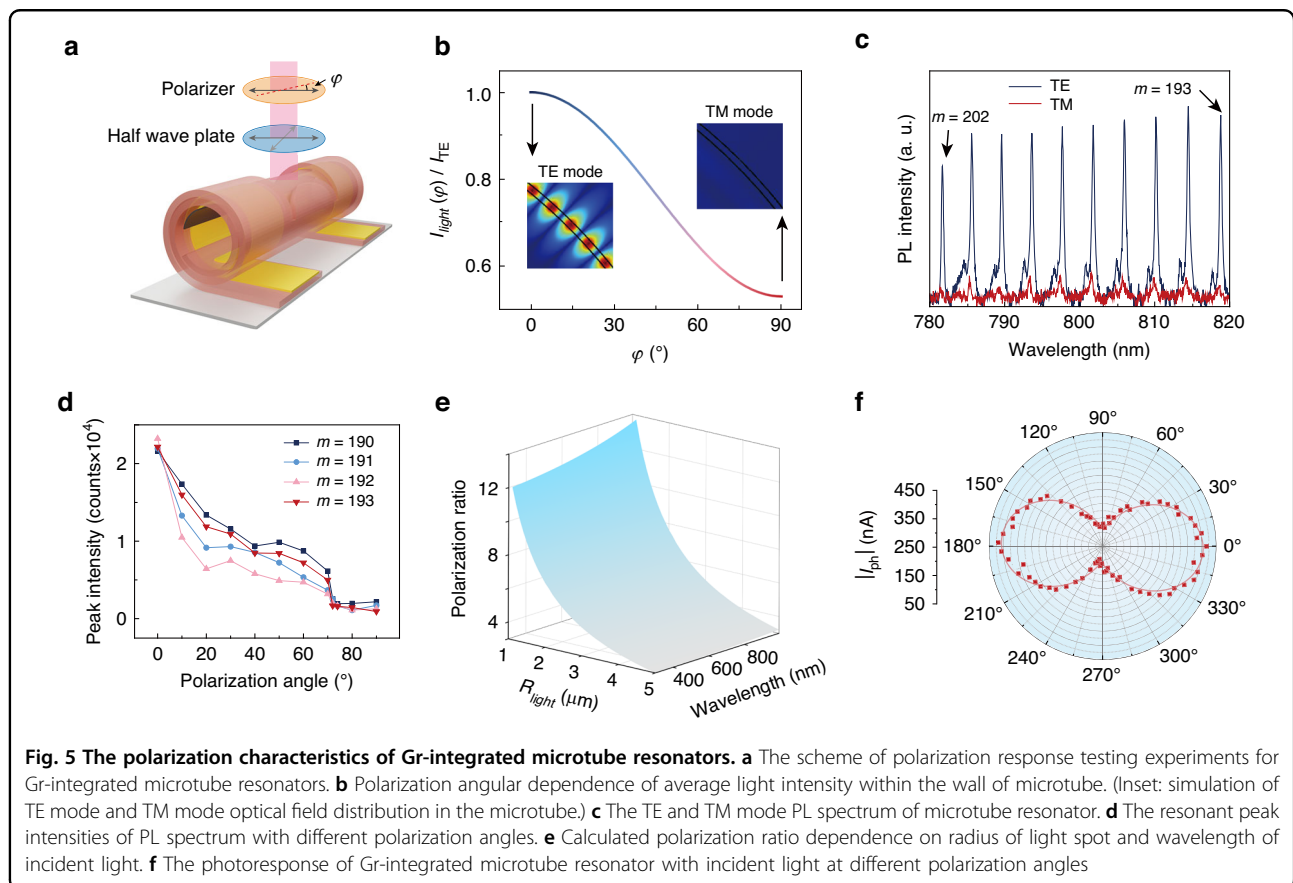 a
Polarizer
φ
Half wave plate
b
I_light (φ) / I_TE
1.0
0.8
0.6
TE mode
TM mode
0
30
60
90
φ (°)
c
PL intensity (a. u.)
TE
TM
m = 202
m = 193
780
790
800
810
820
Wavelength (nm)
d
Peak intensity (counts×10⁴)
2
1
0
m = 190
m = 191
m = 192
m = 193
0
20
40
60
80
Polarization angle (°)
e
Polarization ratio
12
8
4
1
2
3
4
5
R_light (μm)
400
600
800
Wavelength (nm)
f
|I_ph| (nA)
450
350
250
150
50
150
250
350
450
90°
60°
30°
0°
330°
300°
270°
240°
210°
180°
150°
120°
Fig. 5 The polarization characteristics of Gr-integrated microtube resonators. a The scheme of polarization response testing experiments for
Gr-integrated microtube resonators. b Polarization angular dependence of average light intensity within the wall of microtube. (Inset: simulation of
TE mode and TM mode optical field distribution in the microtube.) c The TE and TM mode PL spectrum of microtube resonator. d The resonant peak
intensities of PL spectrum with different polarization angles. e Calculated polarization ratio dependence on radius of light spot and wavelength of
incident light. f The photoresponse of Gr-integrated microtube resonator with incident light at different polarization angles